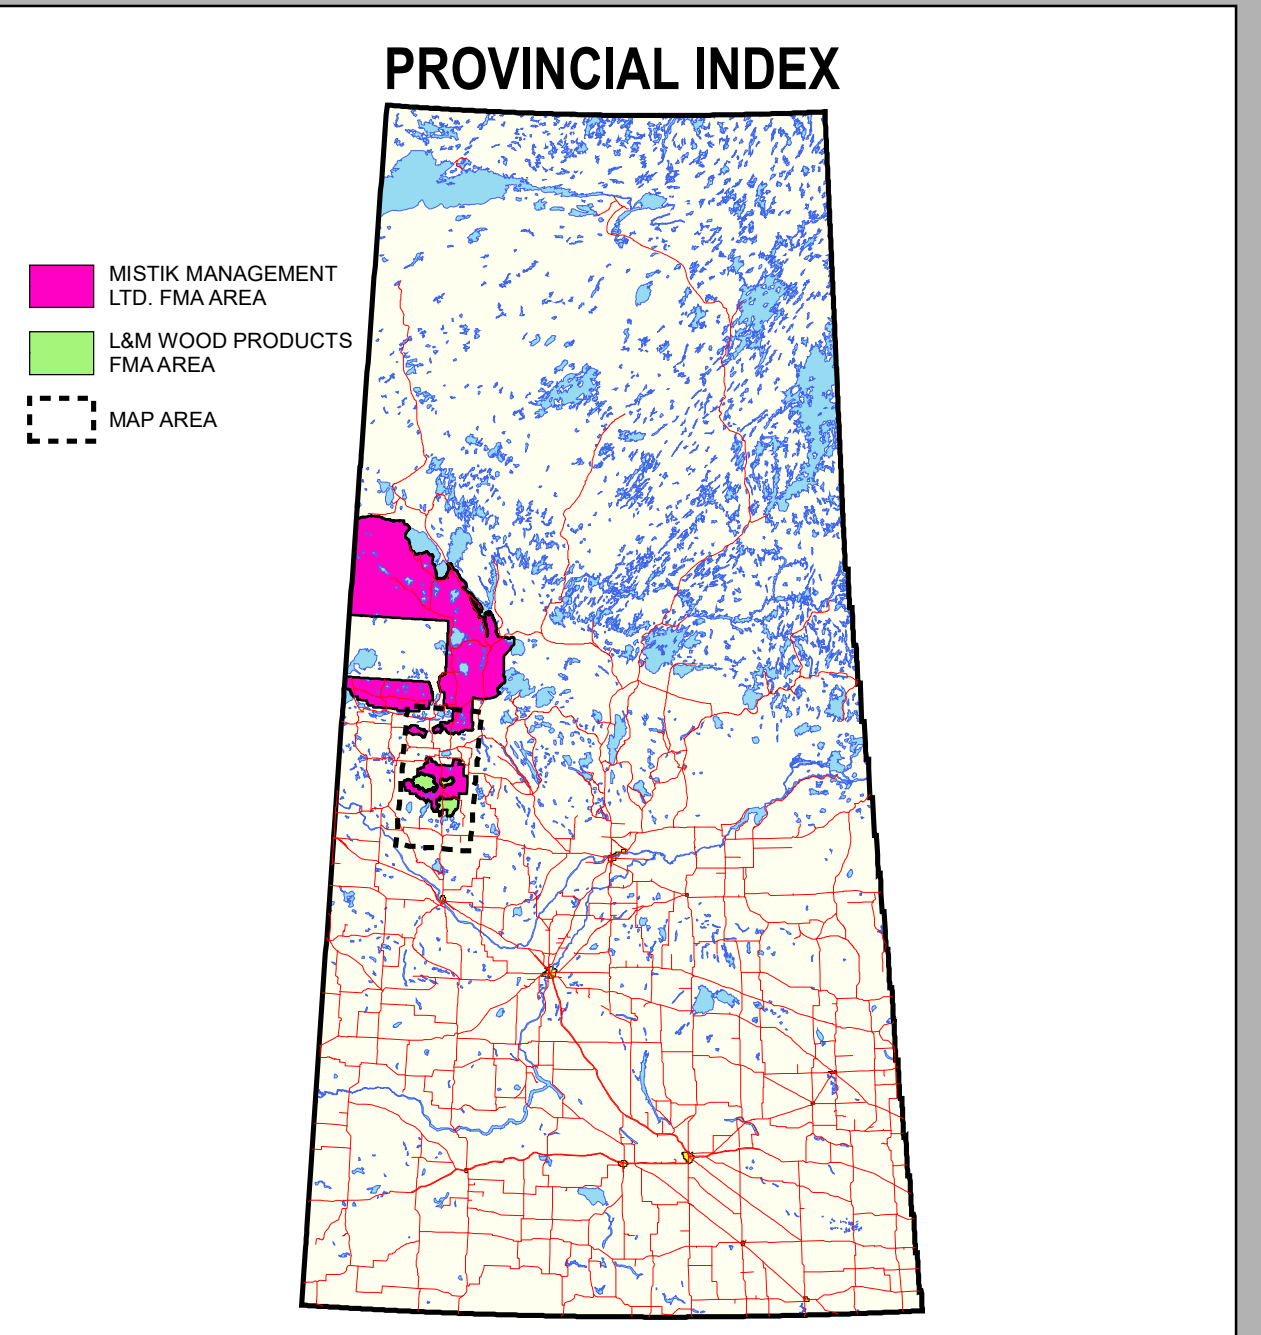 PROVINCIAL INDEX
MISTIK MANAGEMENT
LTD. FMA AREA
L&M WOOD PRODUCTS
FMA AREA
MAP AREA